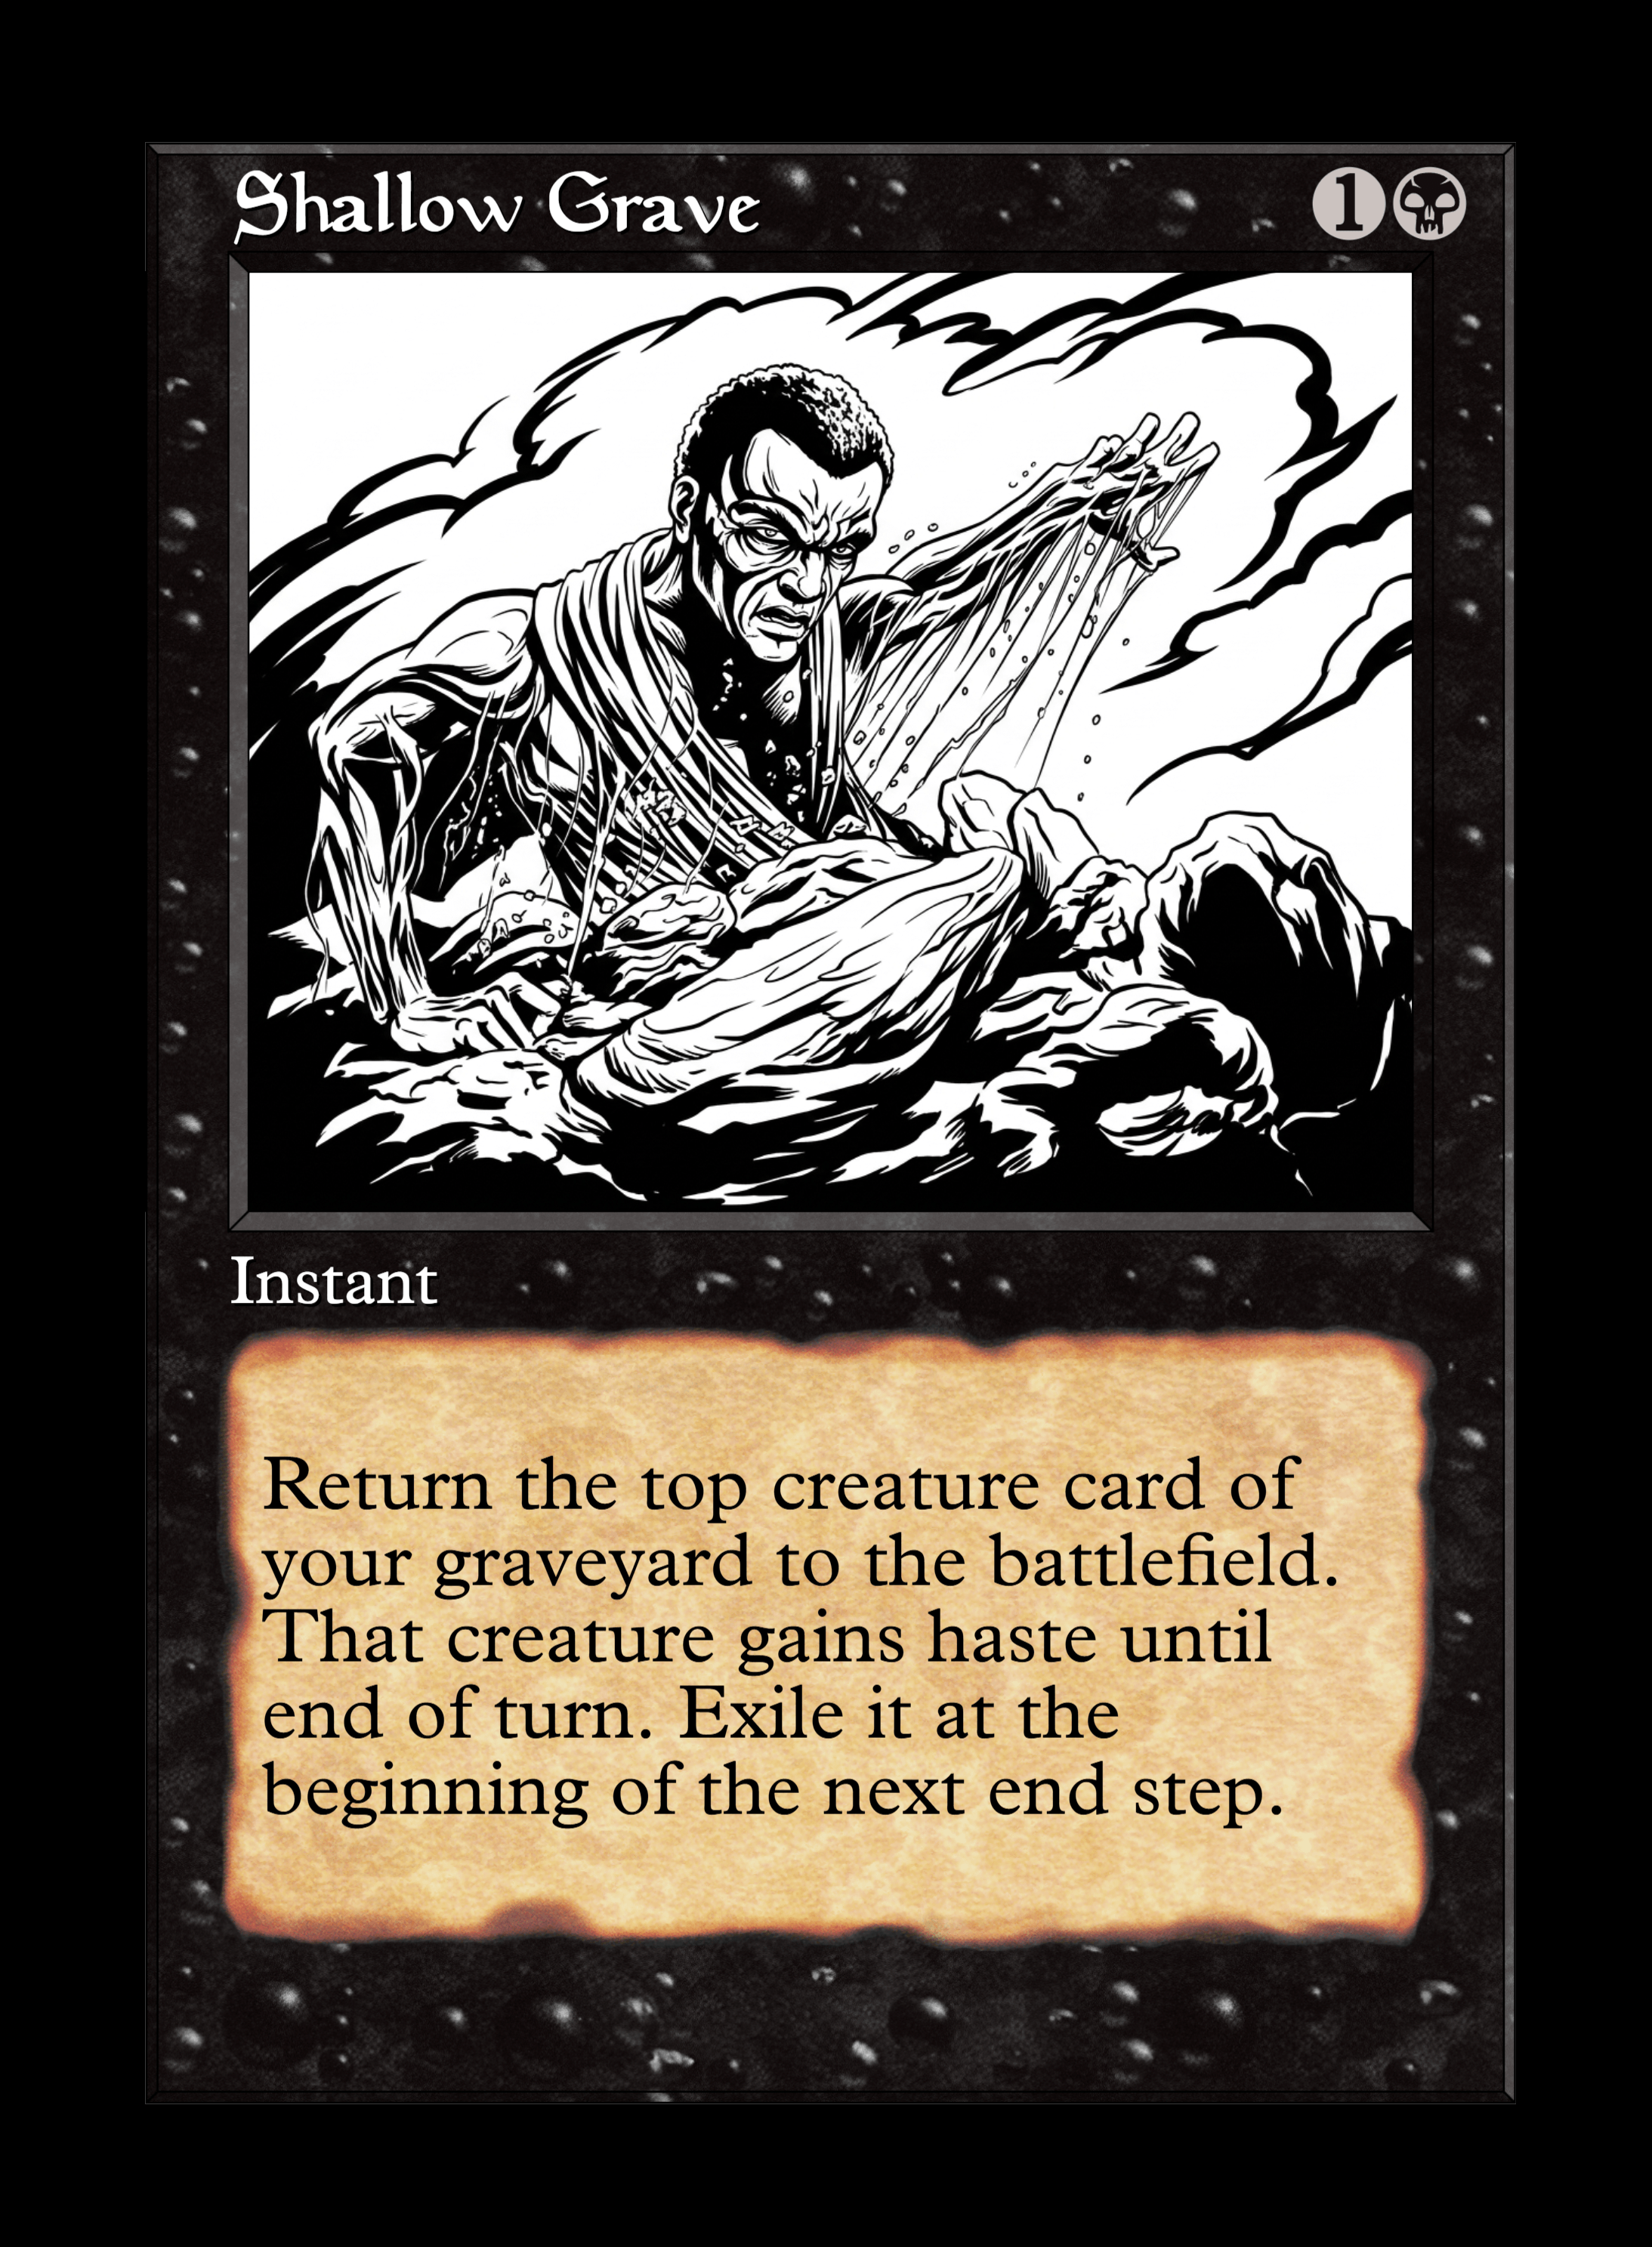 Shallow Grave 1
Instant
Return the top creature card of
your graveyard to the battlefield.
That creature gains haste until
end of turn. Exile it at the
beginning of the next end step.